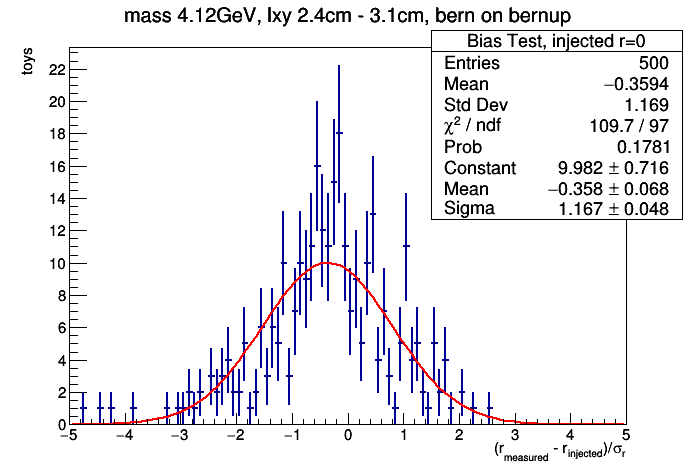 mass 4.12GeV, lxy 2.4cm - 3.1cm, bern on bernup
Bias Test, injected r=0
Entries 500
Mean −0.3594
Std Dev 1.169
χ² / ndf 109.7 / 97
Prob 0.1781
Constant 9.982 ± 0.716
Mean −0.358 ± 0.068
Sigma 1.167 ± 0.048
toys
22
20
18
16
14
12
10
8
6
4
2
0
−5 −4 −3 −2 −1 0 1 2 3 4 5
(r_measured - r_injected)/σ_r